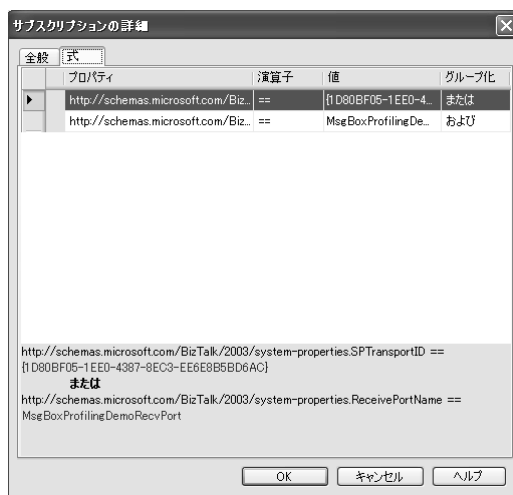 サブスクリプションの詳細
全般 式
プロパティ 演算子 値 グループ化
http://schemas.microsoft.com/Biz... == {1D80BF05-1EE0-4... または
http://schemas.microsoft.com/Biz... == MsgBoxProfilingDe... および
http://schemas.microsoft.com/BizTalk/2003/system-properties.SPTransportID ==
{1D80BF05-1EE0-4387-8EC3-EE6E8B5BD6AC}
または
http://schemas.microsoft.com/BizTalk/2003/system-properties.ReceivePortName ==
MsgBoxProfilingDemoRecvPort
OK キャンセル ヘルプ